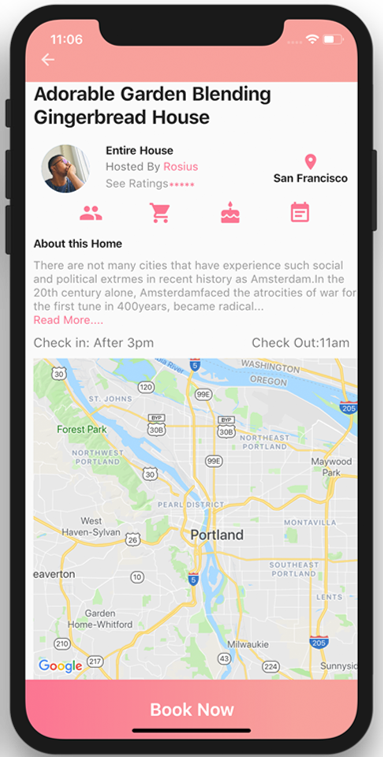 11:06
Adorable Garden Blending
Gingerbread House
Entire House
Hosted By Rosius
See Ratings*****
San Francisco
About this Home
There are not many cities that have experience such social
and political extrmes in recent history as Amsterdam.In the
20th century alone, Amsterdamfaced the atrocities of war for
the first tune in 400years, became radical...
Read More....
Check in: After 3pm
Check Out:11am
30
5
WASHINGTON
OREGON
120
99E
ST. JOHNS
205
Forest Park
BYP
30B
BYP
30B
NORTHEAST
PORTLAND
NORTHWEST
PORTLAND
99E
30
Maywood
Park
PEARL DISTRICT
West
Haven-Sylvan
26
Portland
MONTAVILLA
eaverton
10
5
SOUTHEAST
PORTLAND
LENTS
Garden
Home-Whitford
210
217
Milwaukie
205
43
224
Sunnysid
Google
Book Now